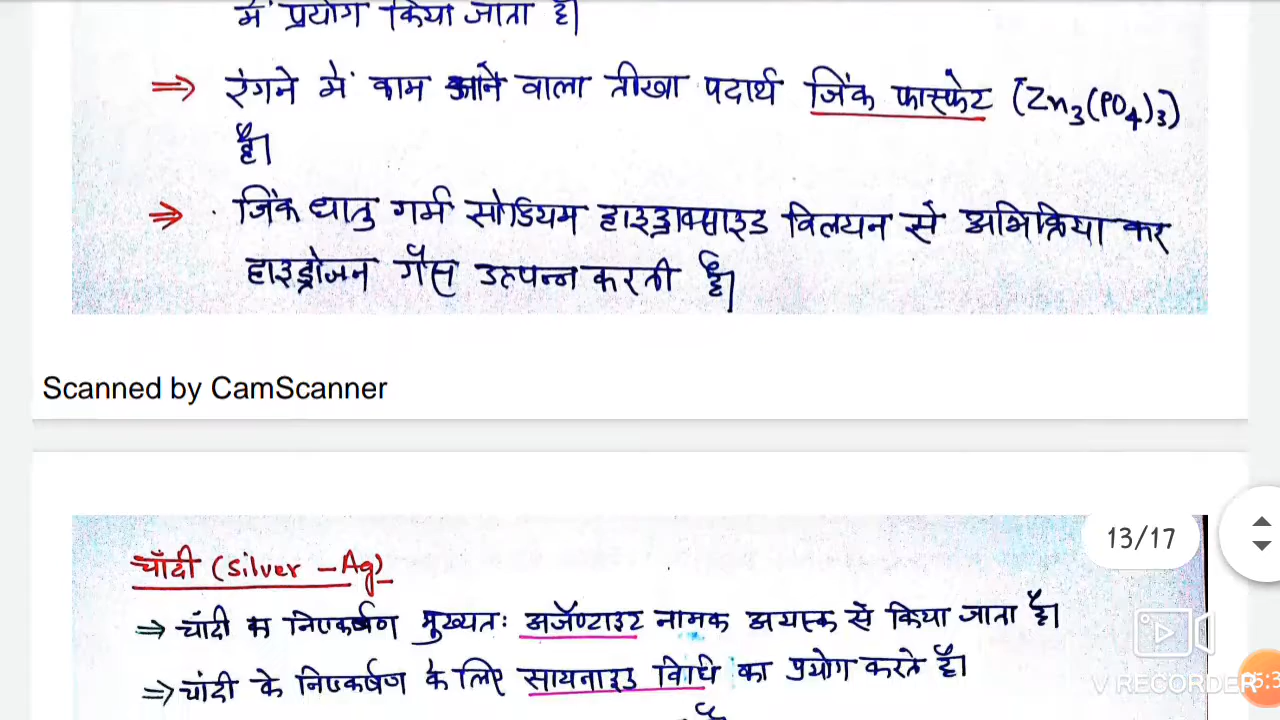 में प्रयोग किया जाता है।
⇒ रंगने में काम आने वाला तीखा पदार्थ जिंक फास्फेट (Zn3(PO4)3)
है।
⇒ जिंक धातु गर्म सोडियम हाइड्राक्साइड विलयन से अभिक्रिया कर
हाइड्रोजन गैस उत्पन्न करती है।
Scanned by CamScanner
13/17
चाँदी (Silver - Ag)
⇒ चाँदी का निष्कर्षण मुख्यतः अर्जेण्टाइट नामक अयस्क से किया जाता है।
⇒ चांदी के निष्कर्षण के लिए सायनाइड विधि का प्रयोग करते है।
V RECORDER
5:3